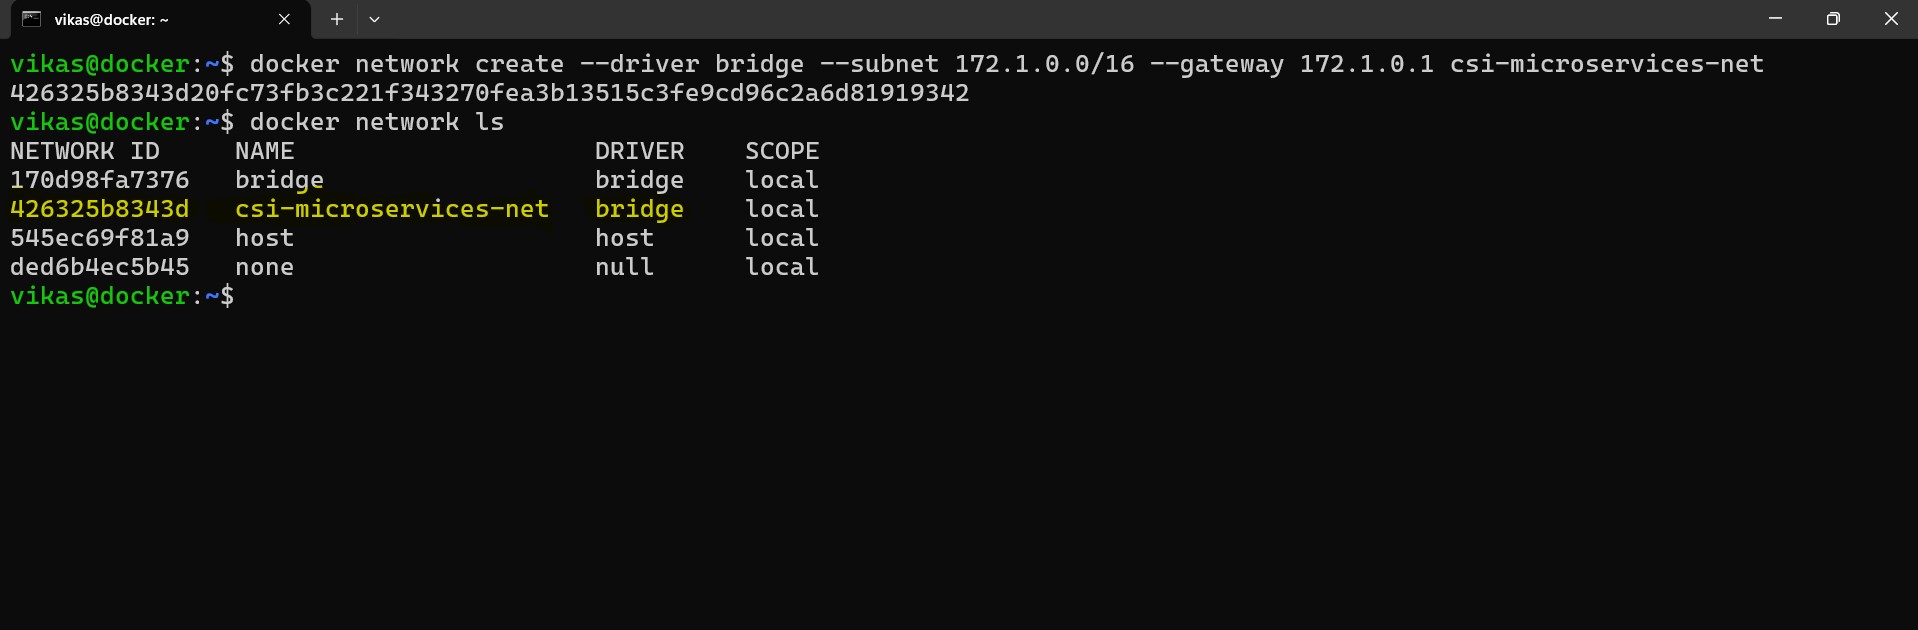 vikas@docker: ~
vikas@docker:~$ docker network create --driver bridge --subnet 172.1.0.0/16 --gateway 172.1.0.1 csi-microservices-net
426325b8343d20fc73fb3c221f343270fea3b13515c3fe9cd96c2a6d81919342
vikas@docker:~$ docker network ls
NETWORK ID     NAME                    DRIVER    SCOPE
170d98fa7376   bridge                  bridge    local
426325b8343d   csi-microservices-net   bridge    local
545ec69f81a9   host                    host      local
ded6b4ec5b45   none                    null      local
vikas@docker:~$